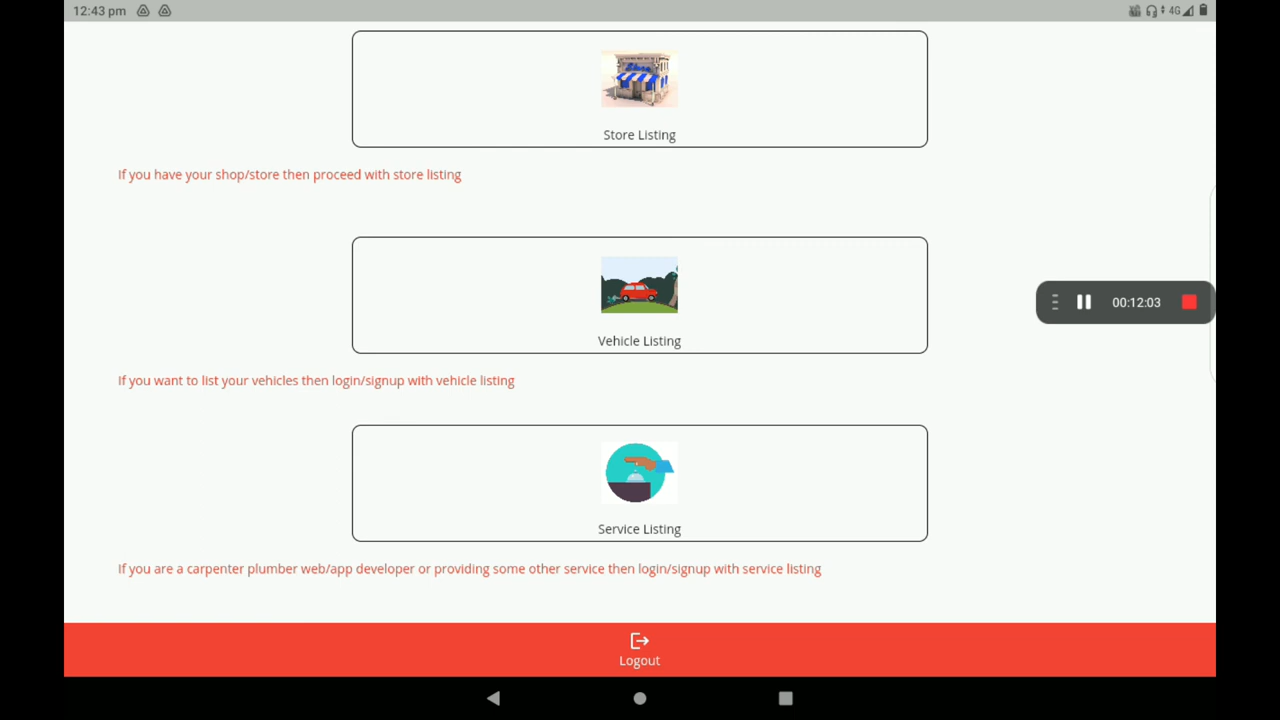 12:43 pm
4G
Store Listing
If you have your shop/store then proceed with store listing
Vehicle Listing
00:12:03
If you want to list your vehicles then login/signup with vehicle listing
Service Listing
If you are a carpenter plumber web/app developer or providing some other service then login/signup with service listing
Logout